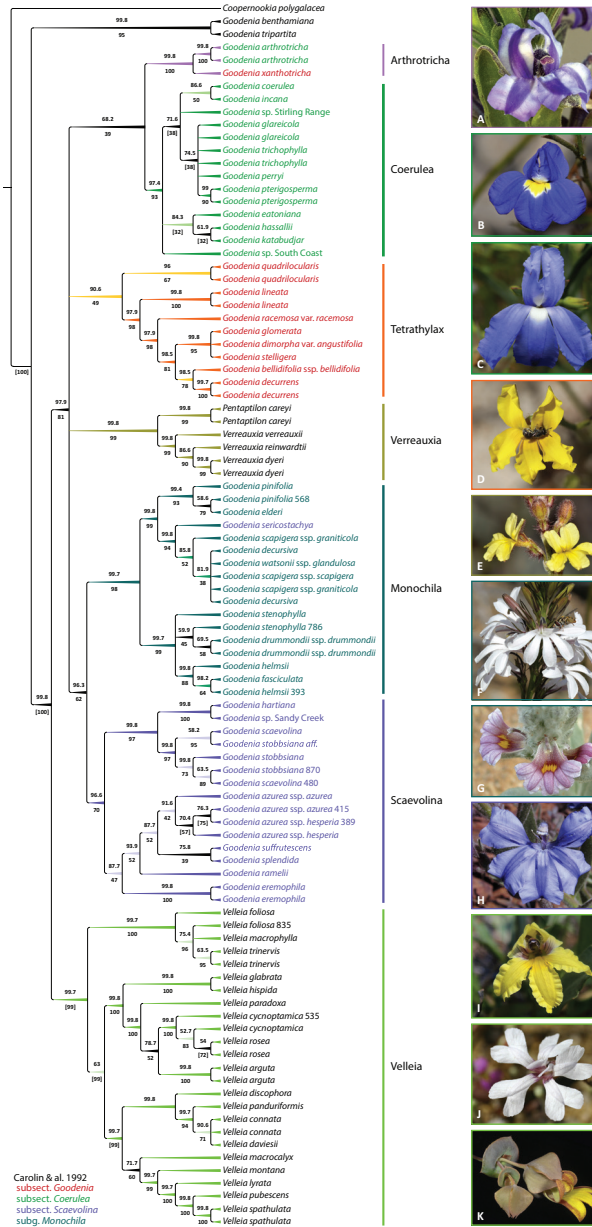 Coopernookia polygalacea
99.8
Goodenia benthamiana
95
Goodenia tripartita
99.8
Goodenia arthrotricha
99.8
100
Goodenia arthrotricha
100
Goodenia xanthotricha
Arthrotricha
68.2
39
86.6
Goodenia coerulea
50
Goodenia incana
71.6
[38]
Goodenia sp. Stirling Range
Goodenia glareicola
Goodenia glareicola
Goodenia trichophylla
74.5
[38]
Goodenia trichophylla
Goodenia perryi
97.4
93
99
Goodenia pterigosperma
90
Goodenia pterigosperma
Coerulea
84.3
[32]
Goodenia eatoniana
61.9
Goodenia hassallii
[32]
Goodenia katabudjar
Goodenia sp. South Coast
96
Goodenia quadrilocularis
67
Goodenia quadrilocularis
90.6
49
99.8
Goodenia lineata
100
Goodenia lineata
97.9
98
Goodenia racemosa var. racemosa
97.9
98
Goodenia glomerata
99.8
95
Goodenia dimorpha var. angustifolia
Goodenia stelligera
98.5
81
Goodenia bellidifolia ssp. bellidifolia
98.5
78
99.7
Goodenia decurrens
100
Goodenia decurrens
Tetrathylax
[100]
97.9
81
99.8
Pentaptilon careyi
99
Pentaptilon careyi
99.8
99
Verreauxia verreauxii
99.8
99
Verreauxia reinwardtii
86.6
90
99.8
Verreauxia dyeri
99
Verreauxia dyeri
Verreauxia
99.4
93
Goodenia pinifolia
58.6
Goodenia pinifolia 568
79
Goodenia elderi
99.8
99
Goodenia sericostachya
99.8
94
Goodenia scapigera ssp. graniticola
85.8
52
Goodenia decursiva
Goodenia watsonii ssp. glandulosa
81.9
38
Goodenia scapigera ssp. scapigera
Goodenia scapigera ssp. graniticola
Goodenia decursiva
99.7
98
Monochila
Goodenia stenophylla
59.9
45
Goodenia stenophylla 786
69.5
Goodenia drummondii ssp. drummondii
58
Goodenia drummondii ssp. drummondii
99.7
99
99.8
88
Goodenia helmsii
98.2
Goodenia fasciculata
64
Goodenia helmsii 393
96.3
62
99.8
[100]
99.8
Goodenia hartiana
100
Goodenia sp. Sandy Creek
99.8
97
58.2
Goodenia scaevolina
95
Goodenia stobbsiana aff.
99.8
97
99.8
73
Goodenia stobbsiana
63.5
Goodenia stobbsiana 870
89
Goodenia scaevolina 480
96.6
70
91.6
42
Goodenia azurea ssp. azurea
76.3
Goodenia azurea ssp. azurea 415
[75]
70.4
[57]
Goodenia azurea ssp. hesperia 389
Goodenia azurea ssp. hesperia
87.7
52
75.8
Goodenia suffrutescens
39
Goodenia splendida
93.9
52
Goodenia ramelii
87.7
47
99.8
Goodenia eremophila
100
Goodenia eremophila
Scaevolina
99.7
100
Velleia foliosa
Velleia foliosa 835
75.4
96
Velleia macrophylla
63.5
Velleia trinervis
95
Velleia trinervis
99.7
[99]
99.8
Velleia glabrata
100
Velleia hispida
99.8
100
Velleia paradoxa
99.8
100
Velleia cycnoptamica 535
99.8
100
52.7
83
Velleia cycnoptamica
54
Velleia rosea
[72]
Velleia rosea
78.7
52
99.8
Velleia arguta
100
Velleia arguta
63
[99]
Velleia
99.8
Velleia discophora
99.7
94
Velleia panduriformis
90.6
71
Velleia connata
Velleia connata
Velleia daviesii
99.7
[99]
71.7
60
Velleia macrocalyx
Velleia montana
99.7
99
Velleia lyrata
99.7
100
Velleia pubescens
99.8
100
99.8
Velleia spathulata
100
Velleia spathulata
Carolin & al. 1992
subsect. Goodenia
subsect. Coerulea
subsect. Scaevolina
subg. Monochila
A
B
C
D
E
F
G
H
I
J
K